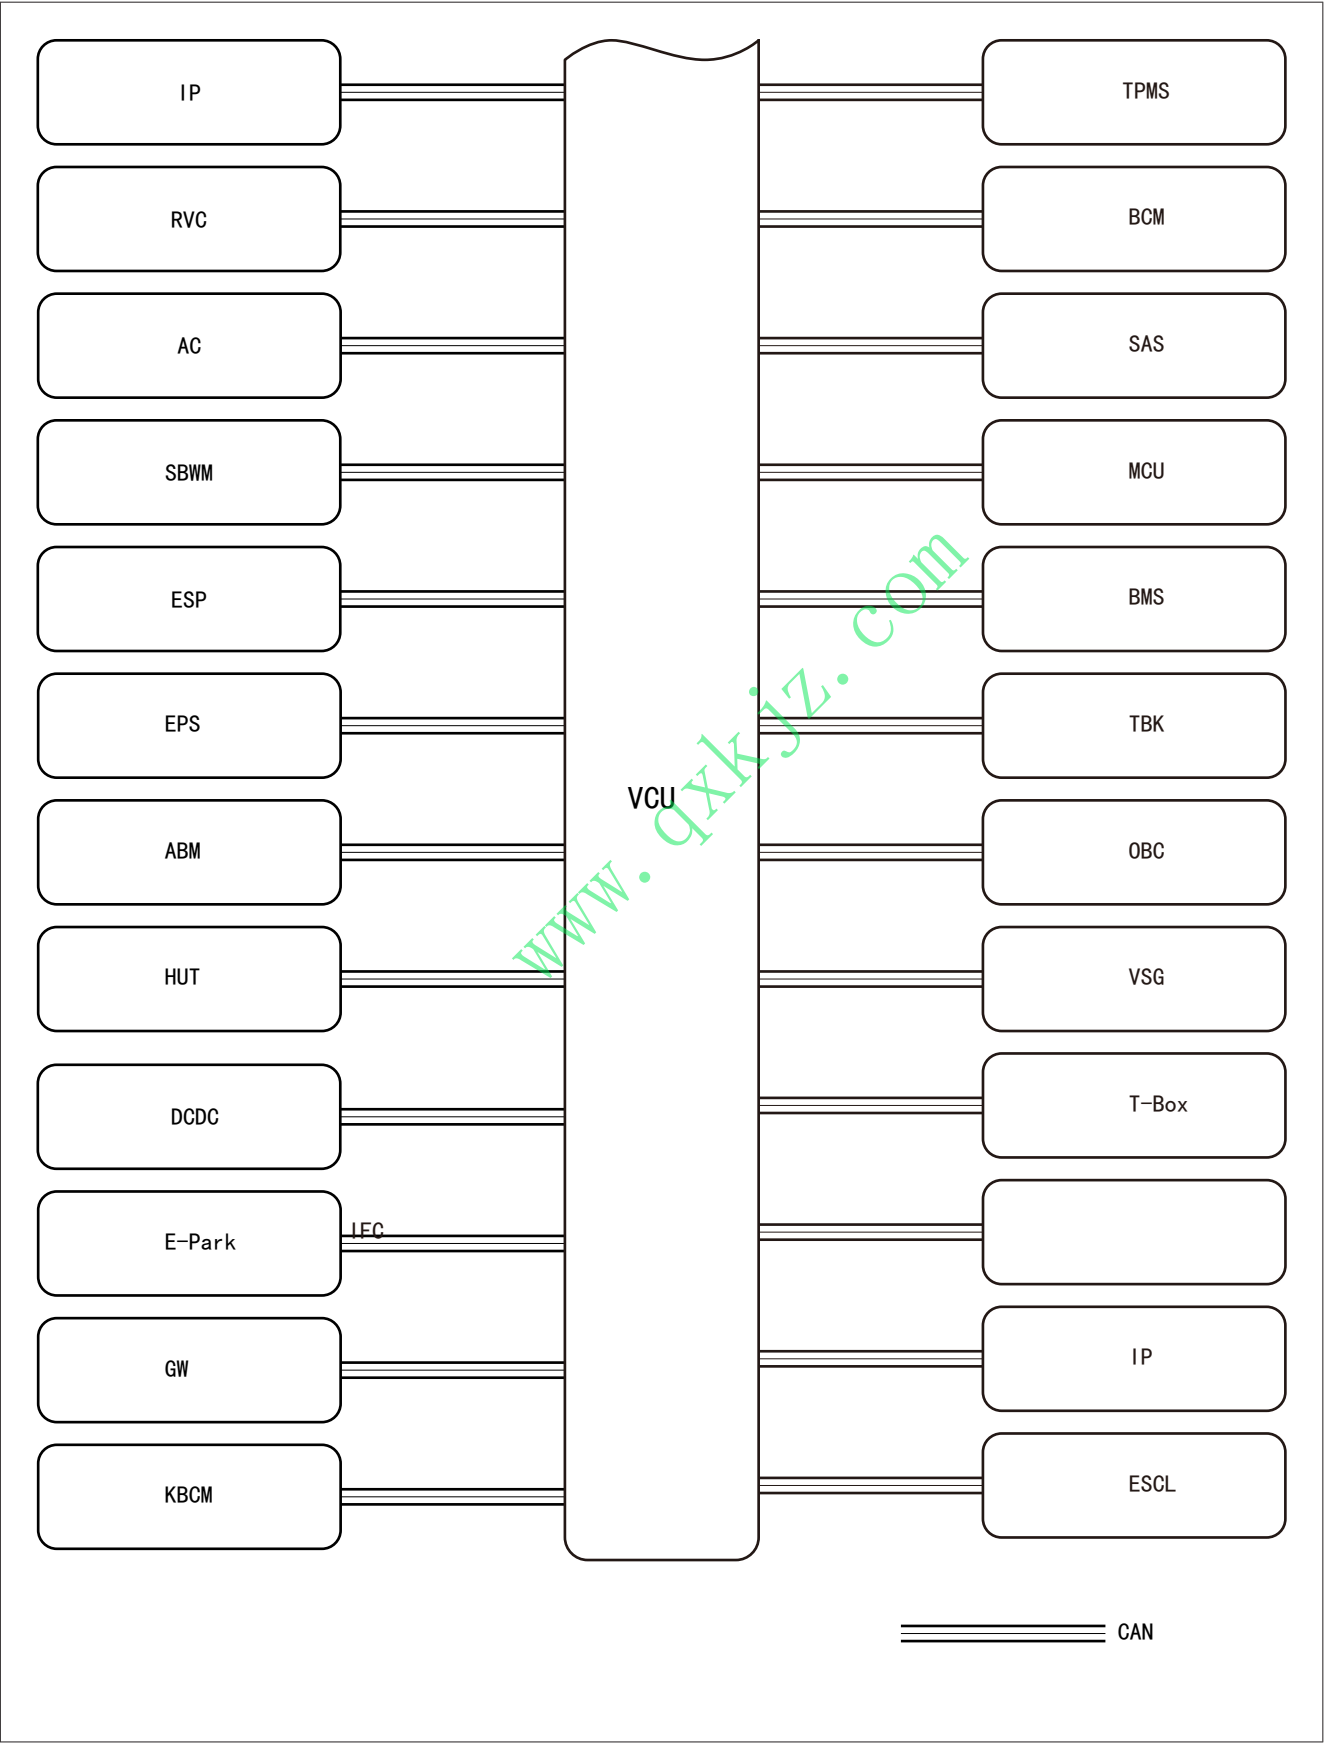 IP
RVC
AC
SBWM
ESP
EPS
ABM
HUT
DCDC
E-Park
IFC
GW
KBCM
VCU
TPMS
BCM
SAS
MCU
BMS
TBK
OBC
VSG
T-Box
IP
ESCL
CAN
www.qxkjz.com